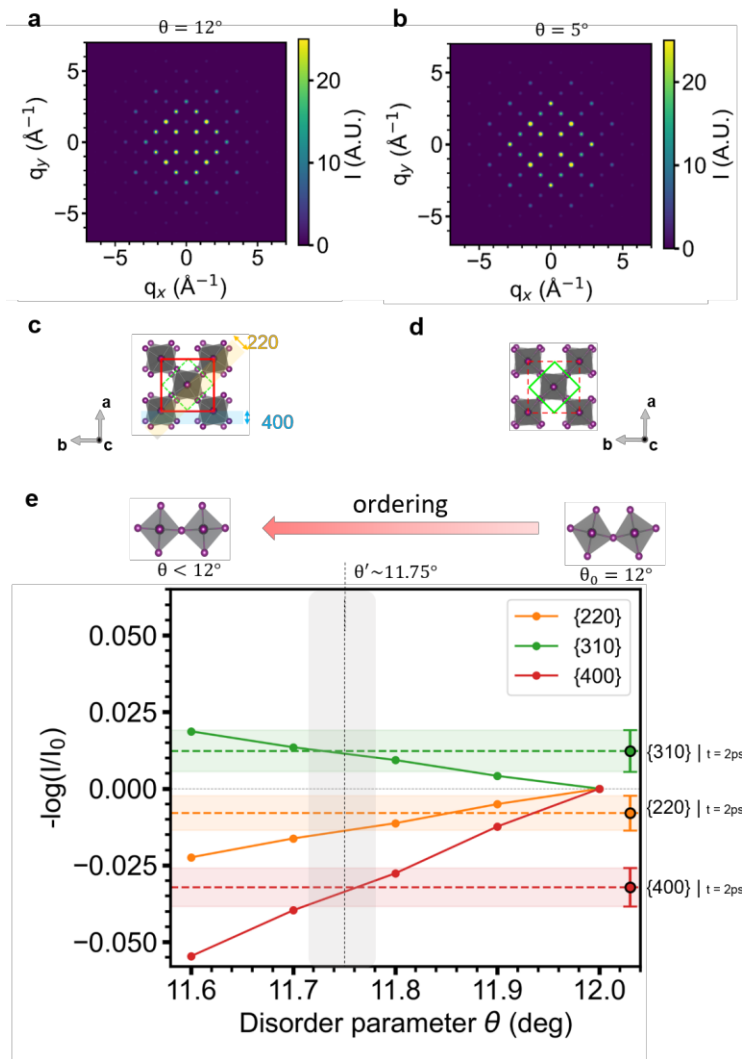 a
θ = 12°
q_y (Å⁻¹)
5
0
−5
−5
0
5
q_x (Å⁻¹)
20
10
0
I (A.U.)
b
θ = 5°
q_y (Å⁻¹)
5
0
−5
−5
0
5
q_x (Å⁻¹)
20
10
0
I (A.U.)
c
220
400
a
b
c
d
a
b
c
e
ordering
θ < 12°
θ′~11.75°
θ₀ = 12°
{220}
{310}
{400}
0.050
0.025
0.000
−0.025
−0.050
-log(I/I₀)
{310} | t = 2ps
{220} | t = 2ps
{400} | t = 2ps
11.6
11.7
11.8
11.9
12.0
Disorder parameter θ (deg)